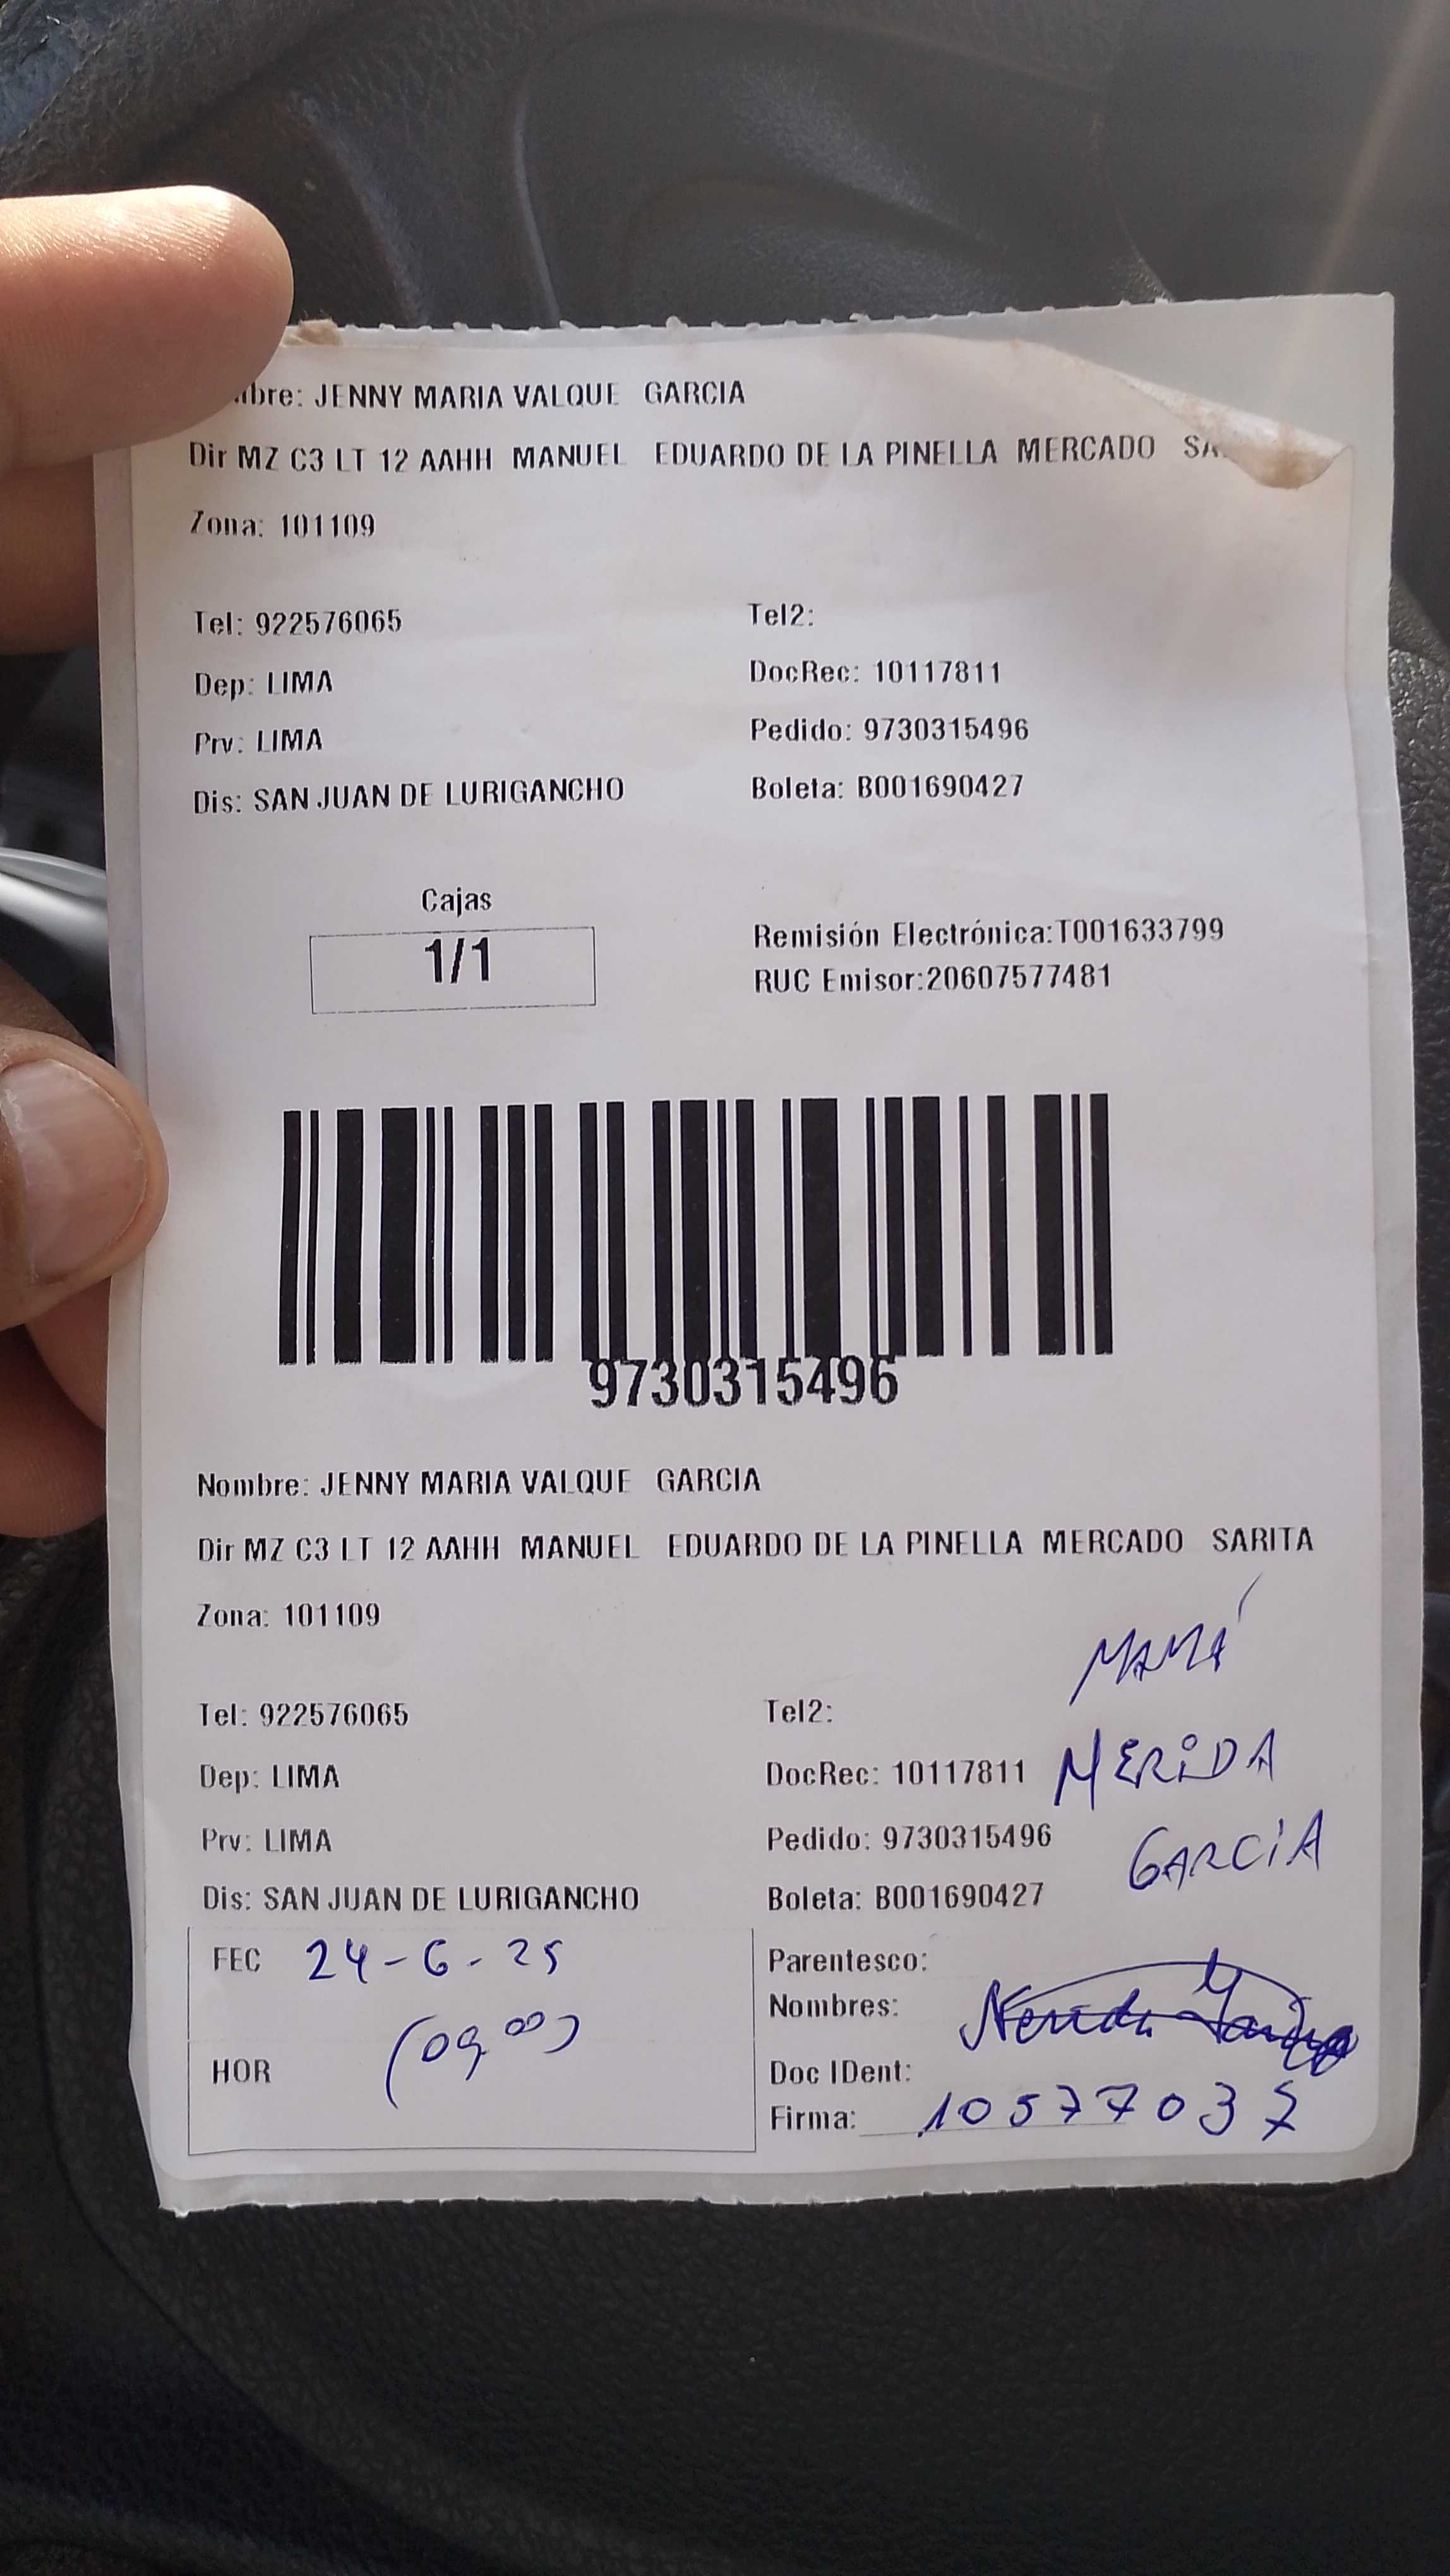 mbre: JENNY MARIA VALQUE GARCIA
Dir MZ C3 LT 12 AAHH MANUEL EDUARDO DE LA PINELLA MERCADO SA
Zona: 101109
Tel: 922576065 Tel2:
Dep: LIMA DocRec: 10117811
Prv: LIMA Pedido: 9730315496
Dis: SAN JUAN DE LURIGANCHO Boleta: B001690427
Cajas
1/1
Remisión Electrónica:T001633799
RUC Emisor:20607577481
9730315496
Nombre: JENNY MARIA VALQUE GARCIA
Dir MZ C3 LT 12 AAHH MANUEL EDUARDO DE LA PINELLA MERCADO SARITA
Zona: 101109
MAMÁ
Tel: 922576065 Tel2:
Dep: LIMA DocRec: 10117811 MERIDA
Prv: LIMA Pedido: 9730315496 GARCIA
Dis: SAN JUAN DE LURIGANCHO Boleta: B001690427
FEC 24-6-25 Parentesco:
(09 00) Nombres:
HOR Doc IDent:
Firma: 1057703